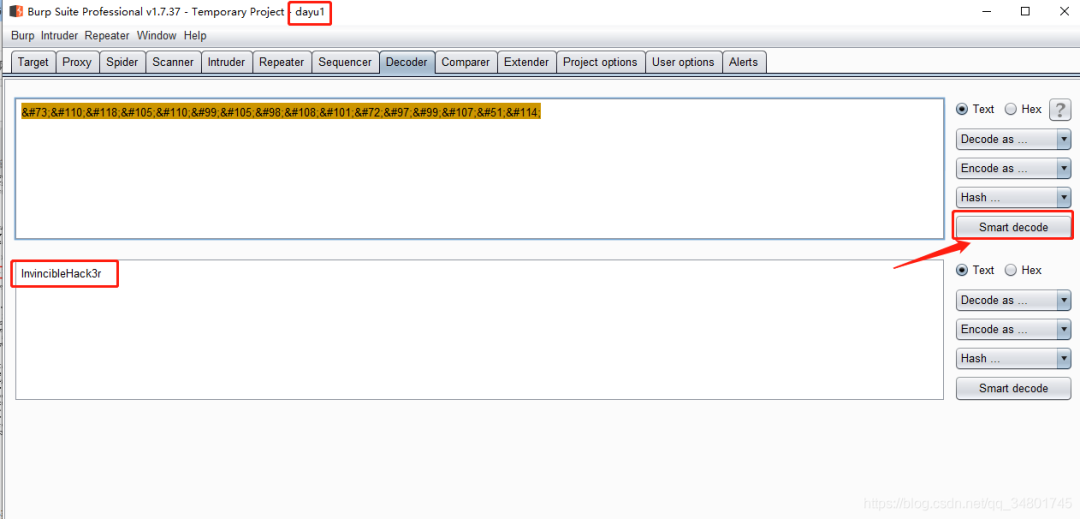 Burp Suite Professional v1.7.37 - Temporary Project - dayu1
Burp Intruder Repeater Window Help
Target Proxy Spider Scanner Intruder Repeater Sequencer Decoder Comparer Extender Project options User options Alerts
&#73;&#110;&#118;&#105;&#110;&#99;&#105;&#98;&#108;&#101;&#72;&#97;&#99;&#107;&#51;&#114;
Text Hex ?
Decode as ...
Encode as ...
Hash ...
Smart decode
InvincibleHack3r
Text Hex
Decode as ...
Encode as ...
Hash ...
Smart decode
https://blog.csdn.net/qq_34801745